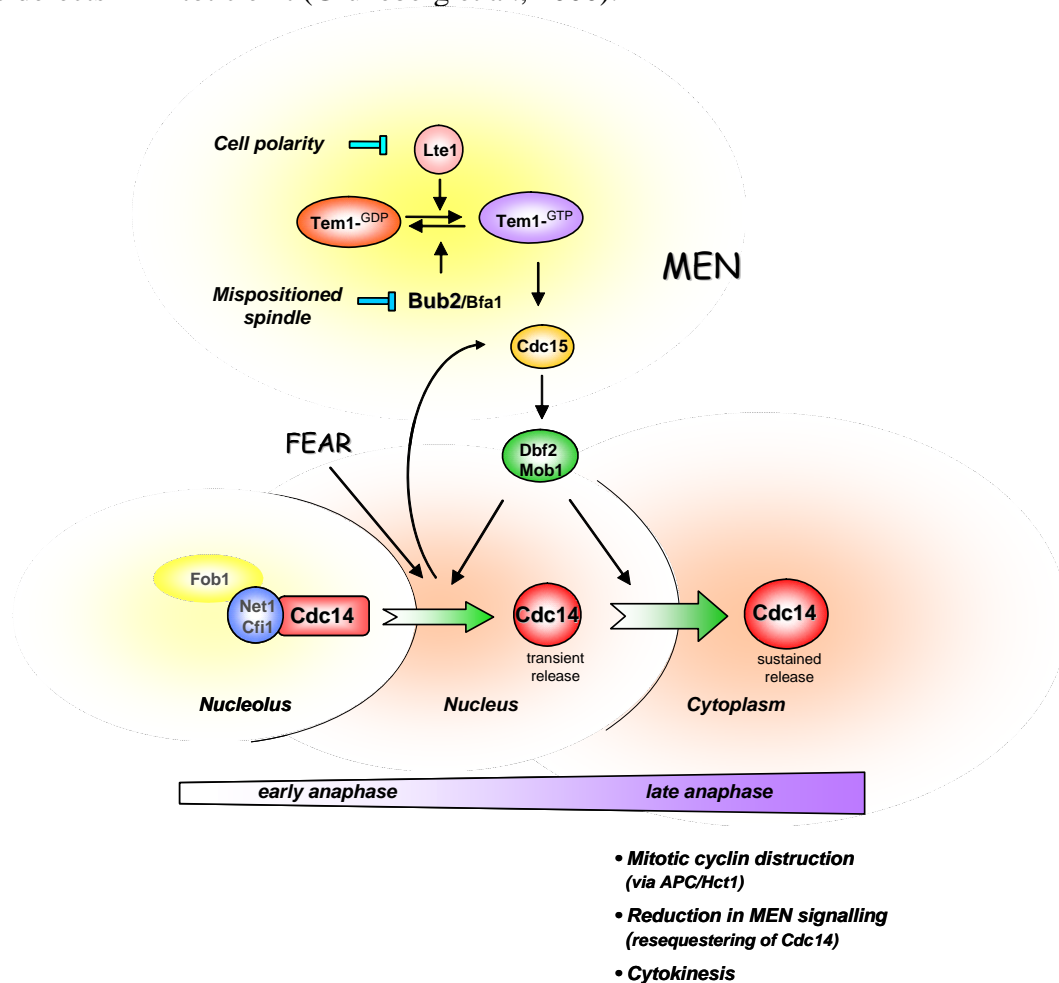 Cell polarity
Lte1
Tem1-GDP
Tem1-GTP
MEN
Mispositioned
spindle
Bub2/Bfa1
Cdc15
FEAR
Dbf2
Mob1
Fob1
Net1
Cfi1
Cdc14
Cdc14
transient
release
Cdc14
sustained
release
Nucleolus
Nucleus
Cytoplasm
early anaphase
late anaphase
• Mitotic cyclin distruction
(via APC/Hct1)
• Reduction in MEN signalling
(resequestering of Cdc14)
• Cytokinesis